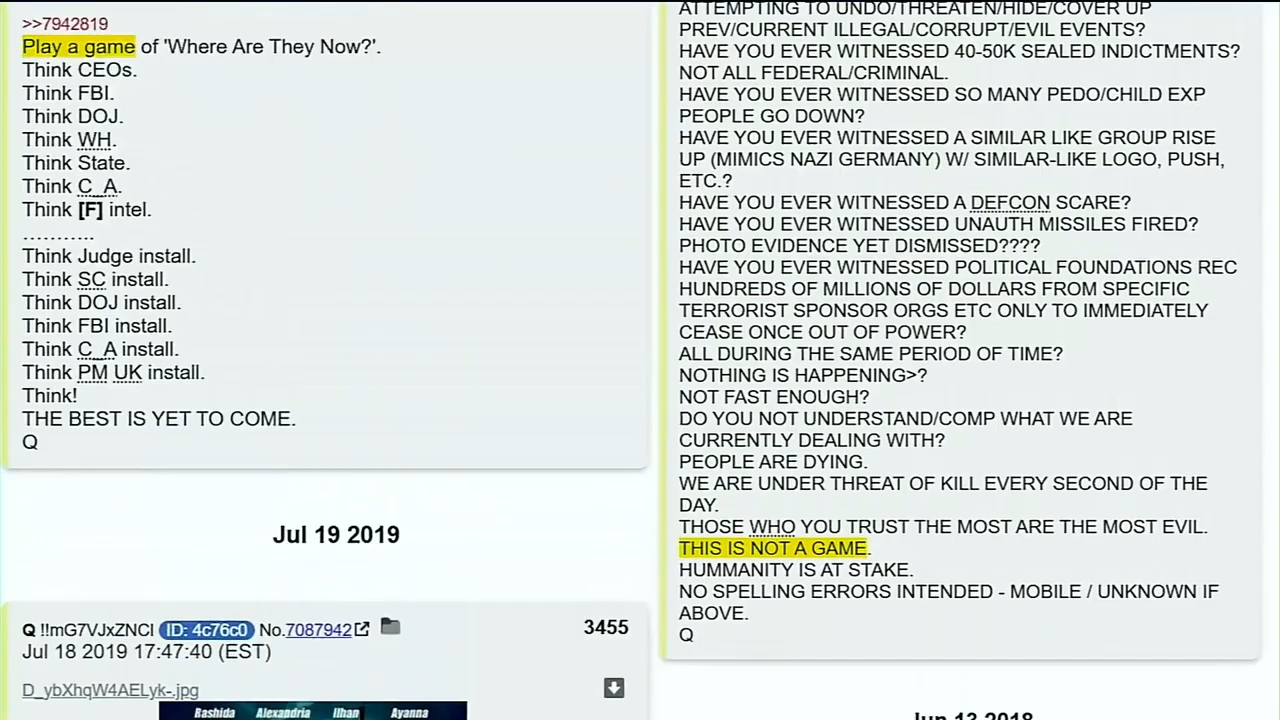 >>7942819
Play a game of 'Where Are They Now?'.
Think CEOs.
Think FBI.
Think DOJ.
Think WH.
Think State.
Think C_A.
Think [F] intel.
………..
Think Judge install.
Think SC install.
Think DOJ install.
Think FBI install.
Think C_A install.
Think PM UK install.
Think!
THE BEST IS YET TO COME.
Q
Jul 19 2019
Q !!mG7VJxZNCI ID: 4c76c0 No.7087942 3455
Jul 18 2019 17:47:40 (EST)
D_ybXhqW4AELyk-.jpg
Rashida Alexandria Ilhan Ayanna
ATTEMPTING TO UNDO/THREATEN/HIDE/COVER UP
PREV/CURRENT ILLEGAL/CORRUPT/EVIL EVENTS?
HAVE YOU EVER WITNESSED 40-50K SEALED INDICTMENTS?
NOT ALL FEDERAL/CRIMINAL.
HAVE YOU EVER WITNESSED SO MANY PEDO/CHILD EXP
PEOPLE GO DOWN?
HAVE YOU EVER WITNESSED A SIMILAR LIKE GROUP RISE
UP (MIMICS NAZI GERMANY) W/ SIMILAR-LIKE LOGO, PUSH,
ETC.?
HAVE YOU EVER WITNESSED A DEFCON SCARE?
HAVE YOU EVER WITNESSED UNAUTH MISSILES FIRED?
PHOTO EVIDENCE YET DISMISSED????
HAVE YOU EVER WITNESSED POLITICAL FOUNDATIONS REC
HUNDREDS OF MILLIONS OF DOLLARS FROM SPECIFIC
TERRORIST SPONSOR ORGS ETC ONLY TO IMMEDIATELY
CEASE ONCE OUT OF POWER?
ALL DURING THE SAME PERIOD OF TIME?
NOTHING IS HAPPENING>?
NOT FAST ENOUGH?
DO YOU NOT UNDERSTAND/COMP WHAT WE ARE
CURRENTLY DEALING WITH?
PEOPLE ARE DYING.
WE ARE UNDER THREAT OF KILL EVERY SECOND OF THE
DAY.
THOSE WHO YOU TRUST THE MOST ARE THE MOST EVIL.
THIS IS NOT A GAME.
HUMMANITY IS AT STAKE.
NO SPELLING ERRORS INTENDED - MOBILE / UNKNOWN IF
ABOVE.
Q
Jun 13 2018